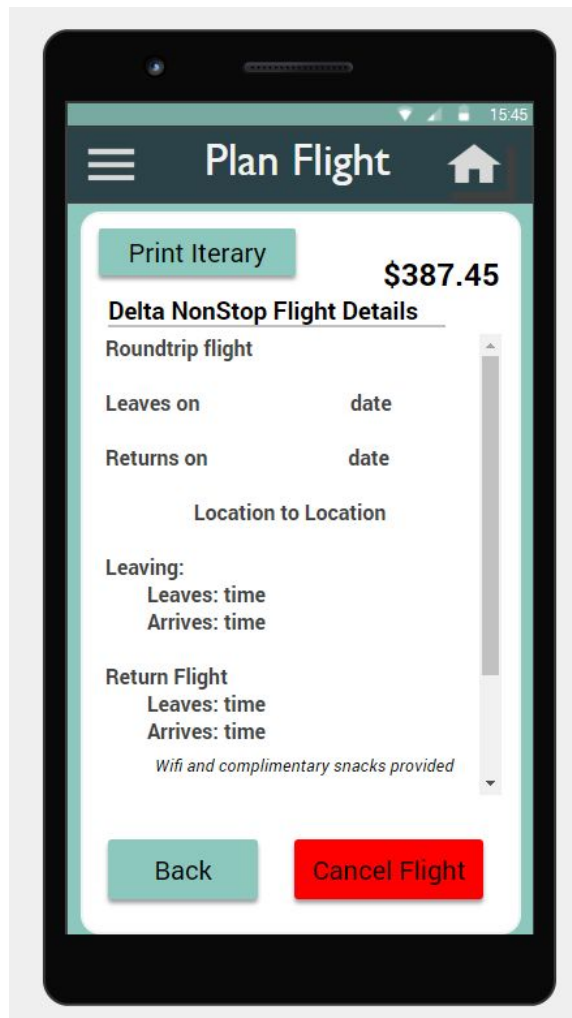 15:45
Plan Flight
Print Iterary
$387.45
Delta NonStop Flight Details
Roundtrip flight
Leaves on date
Returns on date
Location to Location
Leaving:
Leaves: time
Arrives: time
Return Flight
Leaves: time
Arrives: time
Wifi and complimentary snacks provided
Back Cancel Flight